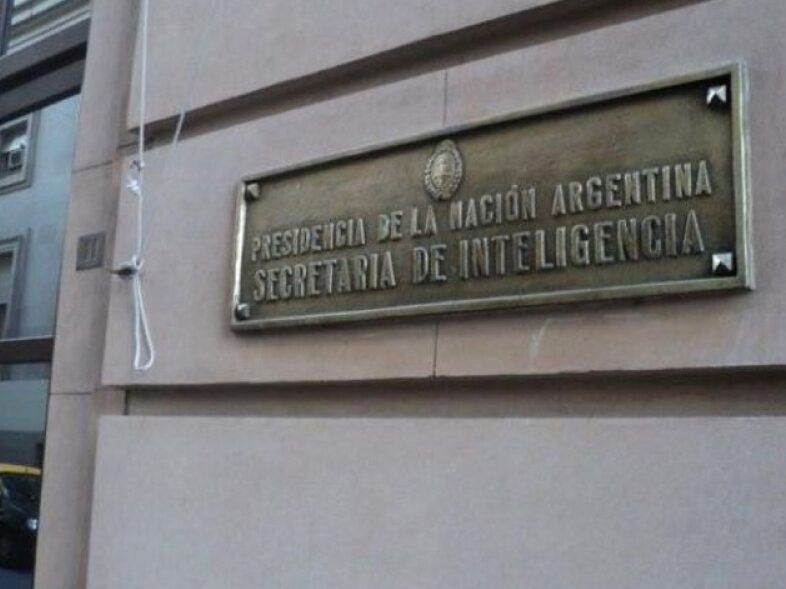 PRESIDENCIA DE LA NACIÓN ARGENTINA
SECRETARIA DE INTELIGENCIA